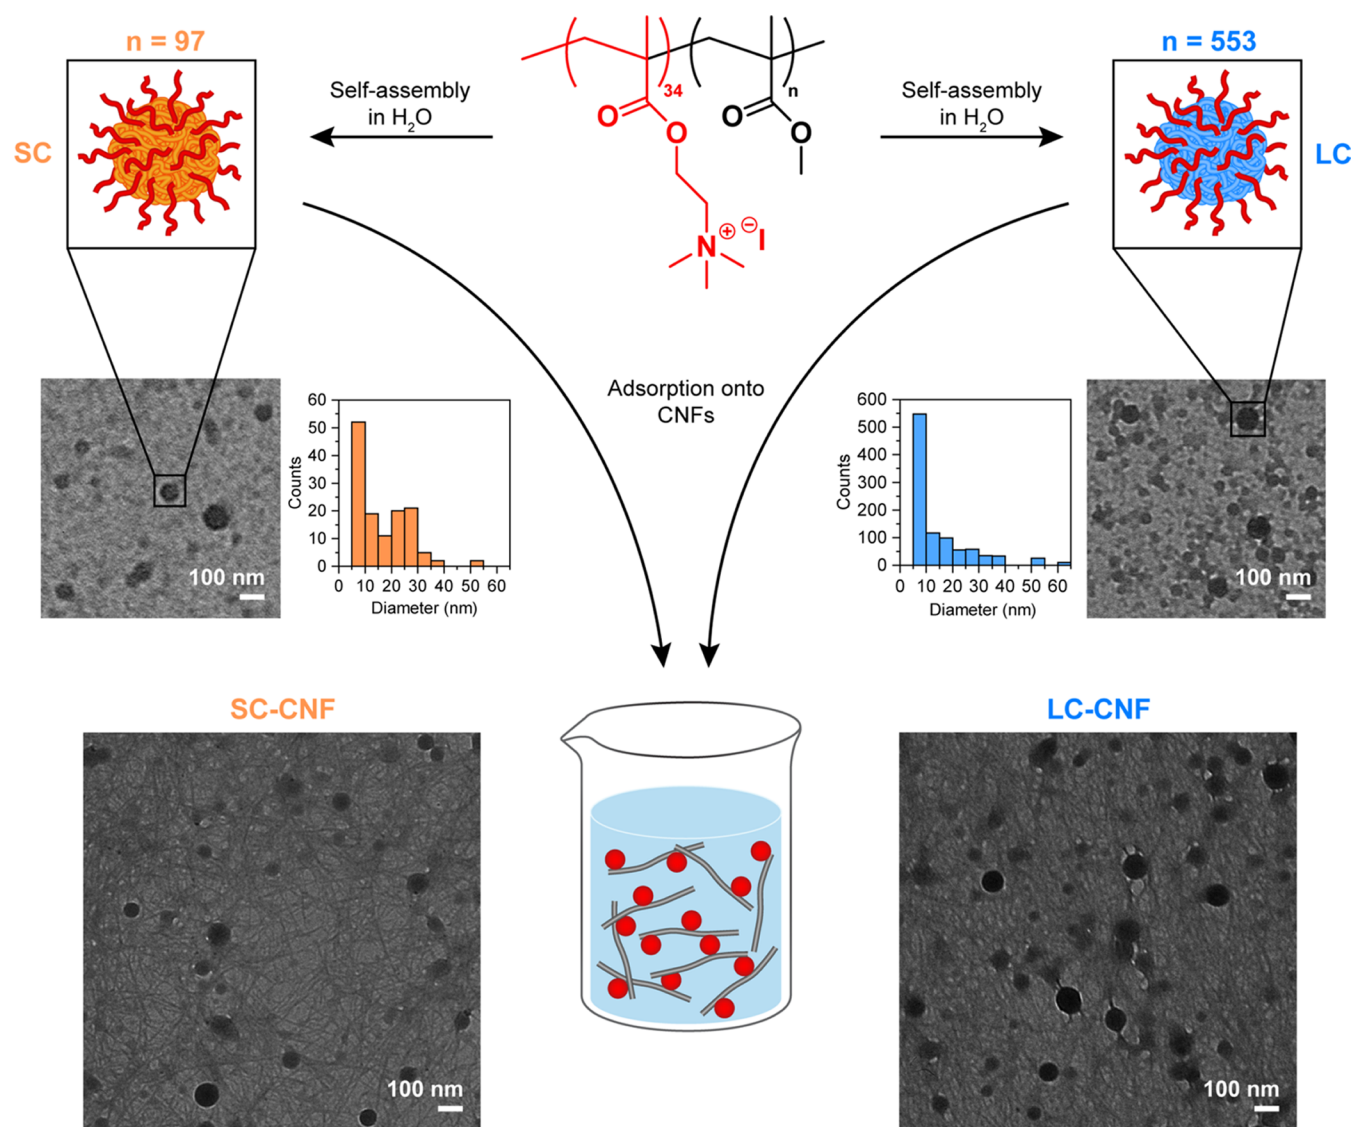 n = 97
n = 553
34
n
O
O
O
O
N
⊕
⊖
I
Self-assembly
in H₂O
Self-assembly
in H₂O
SC
LC
Adsorption onto
CNFs
100 nm
60
50
40
30
20
10
0
Counts
0 10 20 30 40 50 60
Diameter (nm)
600
500
400
300
200
100
0
Counts
0 10 20 30 40 50 60
Diameter (nm)
100 nm
SC-CNF
LC-CNF
100 nm
100 nm